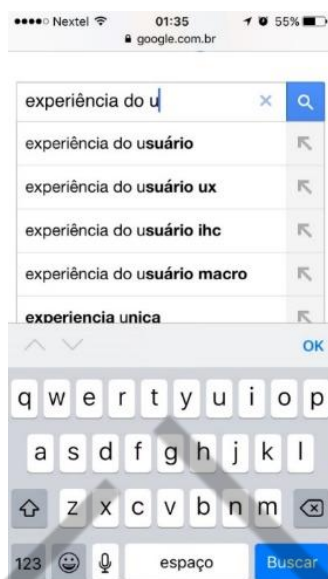 Nextel 01:35 55%
google.com.br
experiência do u
experiência do usuário
experiência do usuário ux
experiência do usuário ihc
experiência do usuário macro
experiencia unica
OK
q w e r t y u i o p
a s d f g h j k l
z x c v b n m
123 espaço Buscar